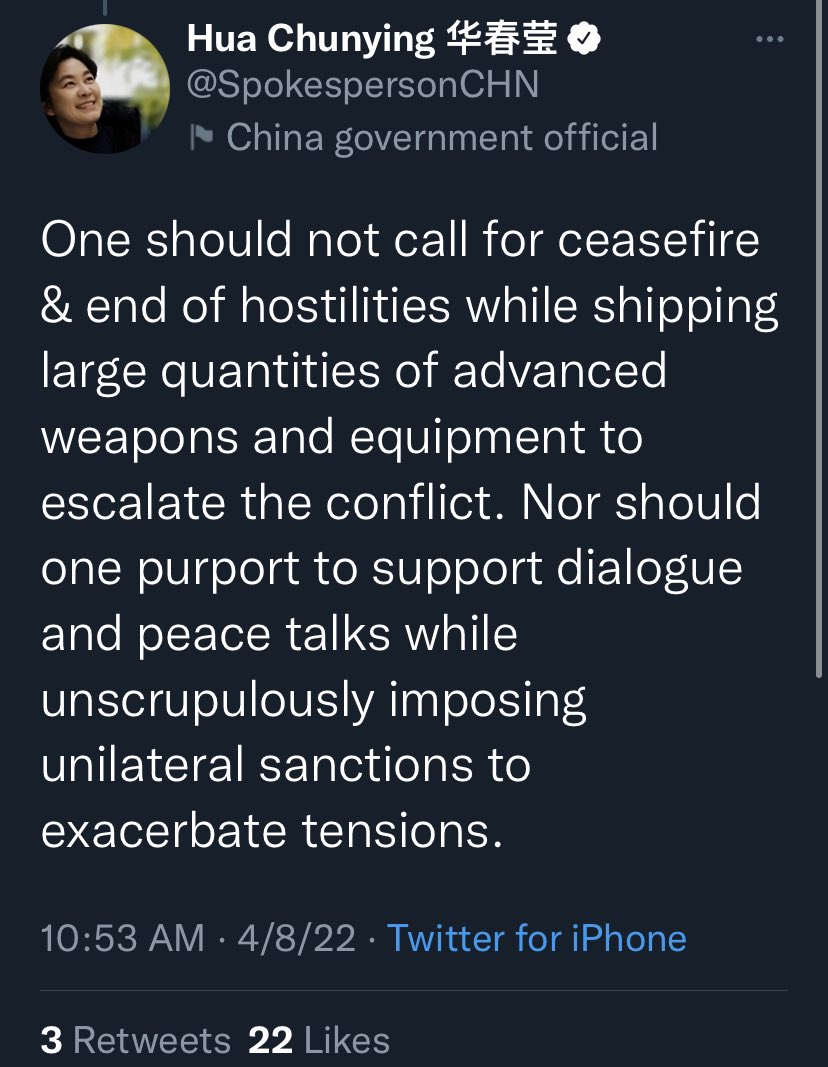 Hua Chunying 华春莹
@SpokespersonCHN
China government official
One should not call for ceasefire
& end of hostilities while shipping
large quantities of advanced
weapons and equipment to
escalate the conflict. Nor should
one purport to support dialogue
and peace talks while
unscrupulously imposing
unilateral sanctions to
exacerbate tensions.
10:53 AM · 4/8/22 · Twitter for iPhone
3 Retweets 22 Likes